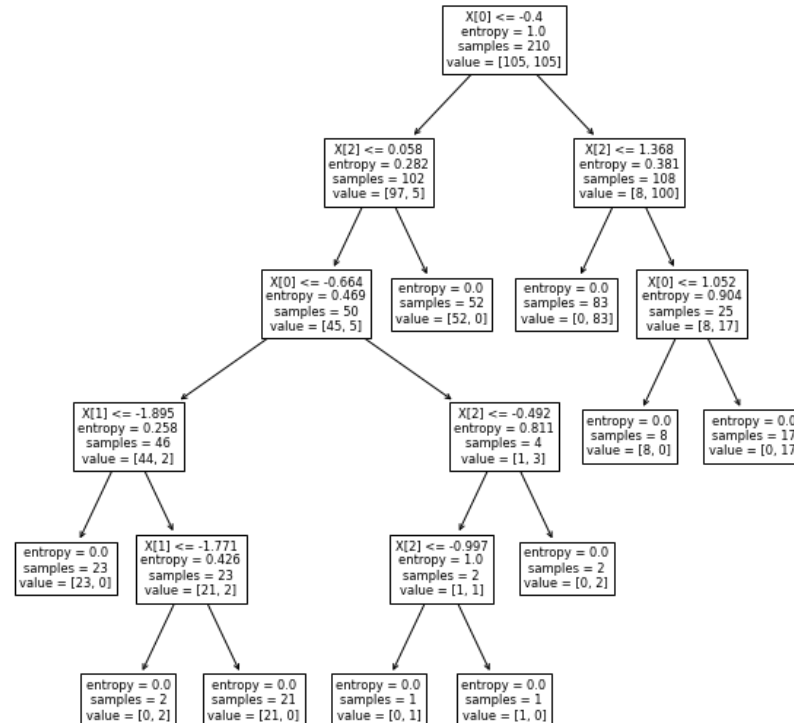 X[0] <= -0.4
entropy = 1.0
samples = 210
value = [105, 105]
X[2] <= 0.058
entropy = 0.282
samples = 102
value = [97, 5]
X[2] <= 1.368
entropy = 0.381
samples = 108
value = [8, 100]
X[0] <= -0.664
entropy = 0.469
samples = 50
value = [45, 5]
entropy = 0.0
samples = 52
value = [52, 0]
entropy = 0.0
samples = 83
value = [0, 83]
X[0] <= 1.052
entropy = 0.904
samples = 25
value = [8, 17]
X[1] <= -1.895
entropy = 0.258
samples = 46
value = [44, 2]
X[2] <= -0.492
entropy = 0.811
samples = 4
value = [1, 3]
entropy = 0.0
samples = 8
value = [8, 0]
entropy = 0.0
samples = 17
value = [0, 17]
entropy = 0.0
samples = 23
value = [23, 0]
X[1] <= -1.771
entropy = 0.426
samples = 23
value = [21, 2]
X[2] <= -0.997
entropy = 1.0
samples = 2
value = [1, 1]
entropy = 0.0
samples = 2
value = [0, 2]
entropy = 0.0
samples = 2
value = [0, 2]
entropy = 0.0
samples = 21
value = [21, 0]
entropy = 0.0
samples = 1
value = [0, 1]
entropy = 0.0
samples = 1
value = [1, 0]